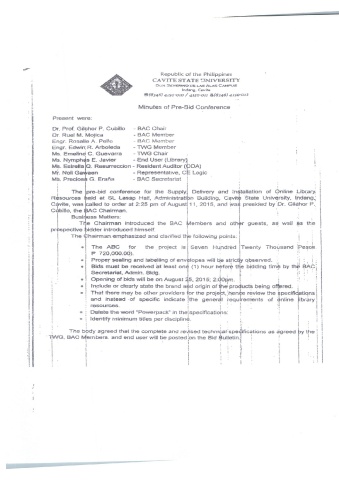 Republic of the Philippines
CAVITE STATE UNIVERSITY
DON SEVERINO DE LAS ALAS CAMPUS
Indang, Cavite
Minutes of Pre-Bid Conference
Present were:
Dr. Prof. Gilchor P. Cubillo - BAC Chair
Dr. Ruel M. Mojica - BAC Member
Engr. Rosalie A. Pello - BAC Member
Engr. Edwin R. Arboleda - TWG Member
Ms. Emeline C. Guevarra - TWG Chair
Ms. Nymphas E. Javier - End User (Library)
Ms. Estrella G. Resurreccion - Resident Auditor (COA)
Mr. Noli Gawaen - Representative, CE Logic
Ms. Precious G. Eraña - BAC Secretariat
The pre-bid conference for the Supply, Delivery and Installation of Online Library
Resources held at SL Lesap Hall, Administration Building, Cavite State University, Indang,
Cavite, was called to order at 2:25 pm of August 11, 2015, and was presided by Dr. Gilchor P.
Cubillo, the BAC Chairman.
Business Matters:
The Chairman introduced the BAC Members and other guests, as well as the
prospective bidder introduced himself.
The Chairman emphasized and clarified the following points:
• The ABC for the project is Seven Hundred Twenty Thousand Pesos
P 720,000.00).
• Proper sealing and labelling of envelopes will be strictly observed.
• Bids must be received at least one (1) hour before the bidding time by the BAC
Secretariat, Admin. Bldg.
• Opening of bids will be on August 25, 2015, 2:00pm.
• Include or clearly state the brand and origin of the products being offered.
• That there may be other providers for the project, hence review the specifications
and instead of specific indicate the general requirements of online library
resources.
• Delete the word "Powerpack" in the specifications.
• Identify minimum titles per discipline.
The body agreed that the complete and revised technical specifications as agreed by the
TWG, BAC Members, and end user will be posted on the Bid Bulletin.